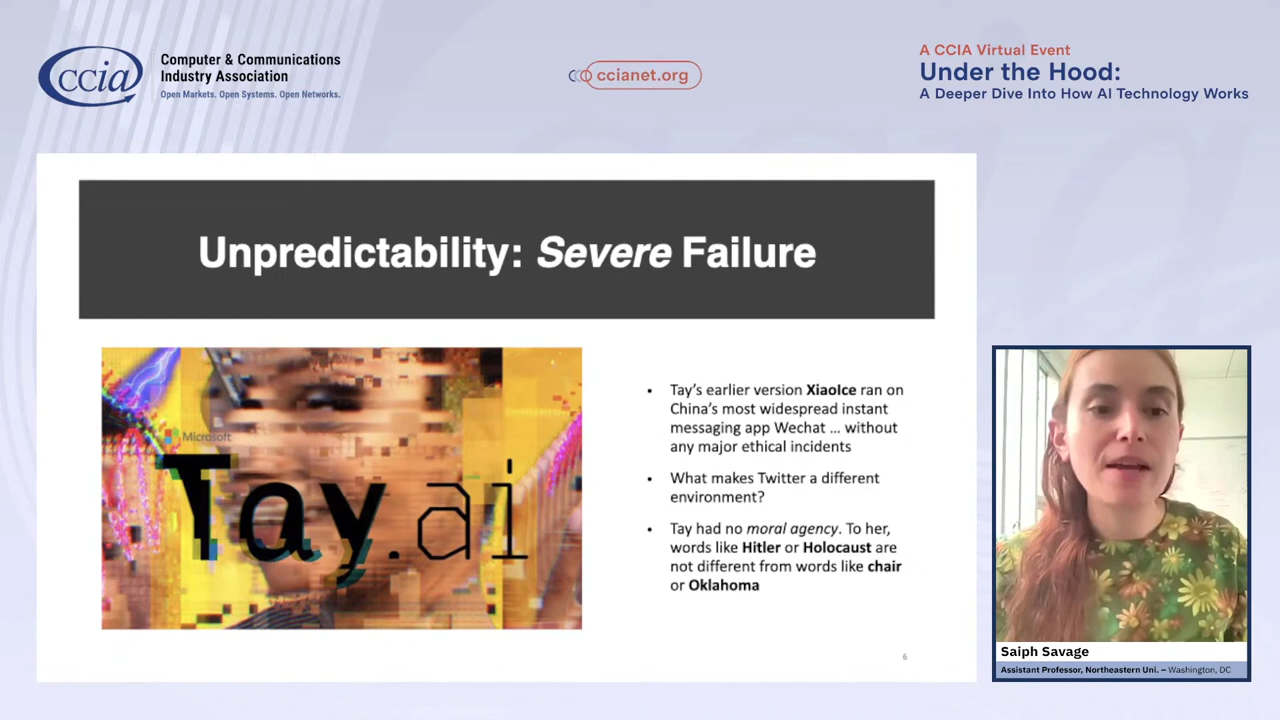 ccia
Computer & Communications
Industry Association
Open Markets. Open Systems. Open Networks.
ccianet.org
A CCIA Virtual Event
Under the Hood:
A Deeper Dive Into How AI Technology Works
Unpredictability: Severe Failure
Microsoft
Tay.ai
• Tay's earlier version XiaoIce ran on
China's most widespread instant
messaging app Wechat ... without
any major ethical incidents
• What makes Twitter a different
environment?
• Tay had no moral agency. To her,
words like Hitler or Holocaust are
not different from words like chair
or Oklahoma
6
Saiph Savage
Assistant Professor, Northeastern Uni. – Washington, DC